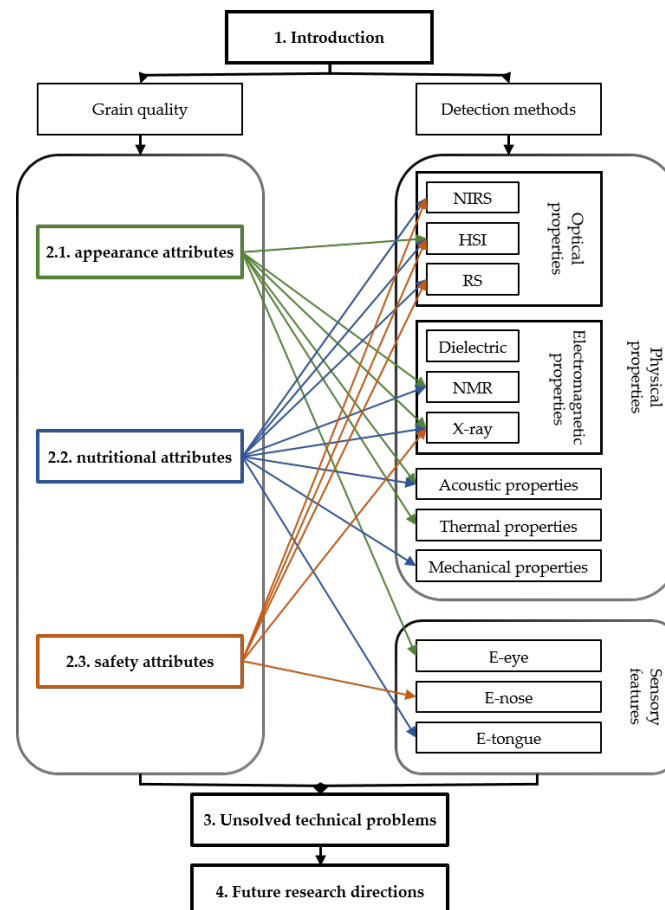 1. Introduction
Grain quality
Detection methods
2.1. appearance attributes
2.2. nutritional attributes
2.3. safety attributes
NIRS
HSI
RS
Optical
properties
Dielectric
NMR
X-ray
Electromagnetic
properties
Acoustic properties
Thermal properties
Mechanical properties
Physical properties
E-eye
E-nose
E-tongue
Sensory
features
3. Unsolved technical problems
4. Future research directions